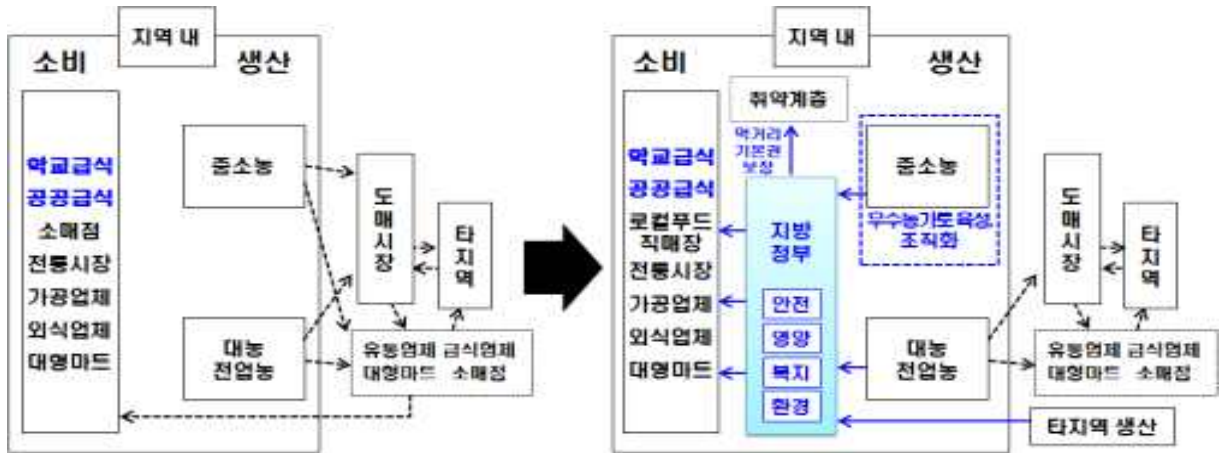 지역 내
소비
생산
학교급식
공공급식
소매점
전통시장
가공업체
외식업체
대형마트
중소농
대농
전업농
도매시장
타지역
유통업체 급식업체
대형마트 소매점
지역 내
소비
생산
학교급식
공공급식
로컬푸드
직매장
전통시장
가공업체
외식업체
대형마트
취약계층
먹거리
기본권
보장
지방
정부
안전
영양
복지
환경
중소농
우수농가로 육성,
조직화
대농
전업농
도매시장
타지역
유통업체 급식업체
대형마트 소매점
타지역 생산